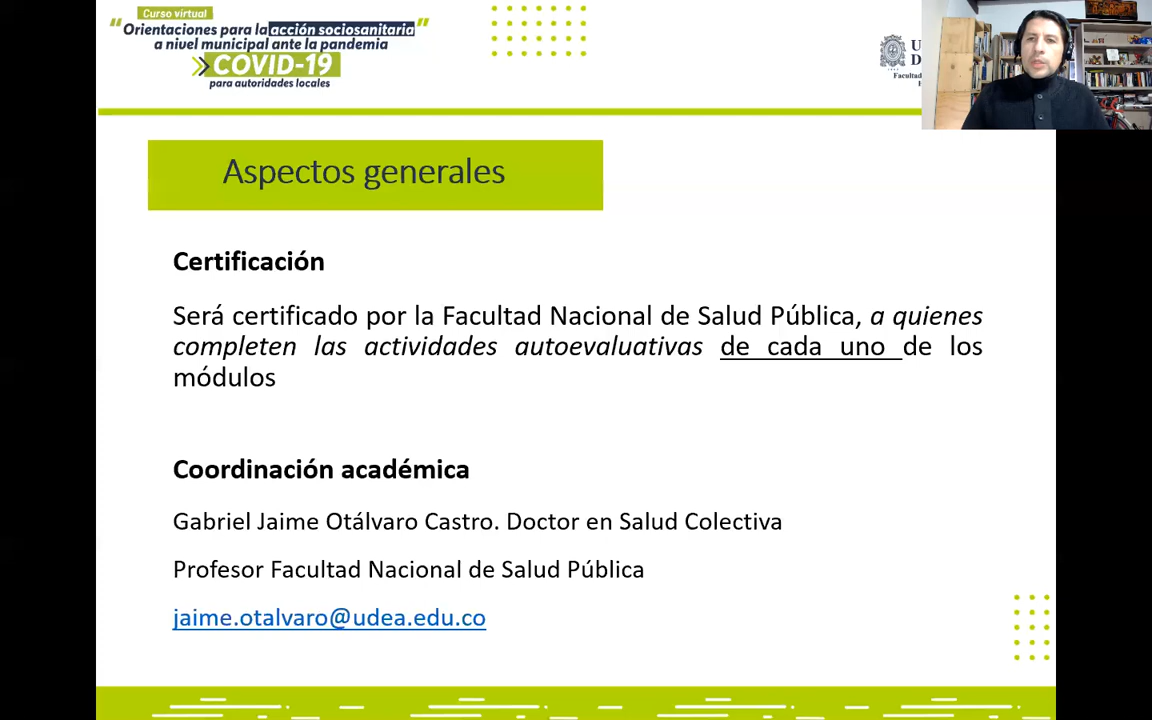 Curso virtual
“Orientaciones para la acción sociosanitaria”
a nivel municipal ante la pandemia
COVID-19
para autoridades locales
Aspectos generales
Certificación
Será certificado por la Facultad Nacional de Salud Pública, a quienes
completen las actividades autoevaluativas de cada uno de los
módulos
Coordinación académica
Gabriel Jaime Otálvaro Castro. Doctor en Salud Colectiva
Profesor Facultad Nacional de Salud Pública
jaime.otalvaro@udea.edu.co